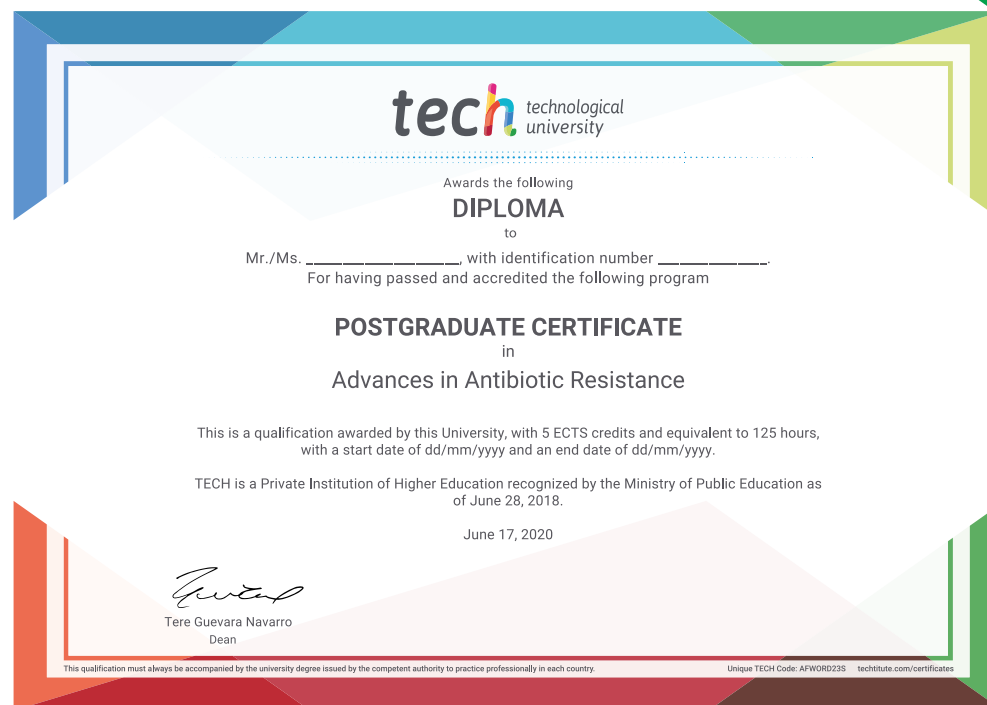 tech technological
university
Awards the following
DIPLOMA
to
Mr./Ms. ____________________, with identification number ______________.
For having passed and accredited the following program
POSTGRADUATE CERTIFICATE
in
Advances in Antibiotic Resistance
This is a qualification awarded by this University, with 5 ECTS credits and equivalent to 125 hours,
with a start date of dd/mm/yyyy and an end date of dd/mm/yyyy.
TECH is a Private Institution of Higher Education recognized by the Ministry of Public Education as
of June 28, 2018.
June 17, 2020
Tere Guevara Navarro
Dean
This qualification must always be accompanied by the university degree issued by the competent authority to practice professionally in each country.
Unique TECH Code: AFWORD23S techtitute.com/certificates